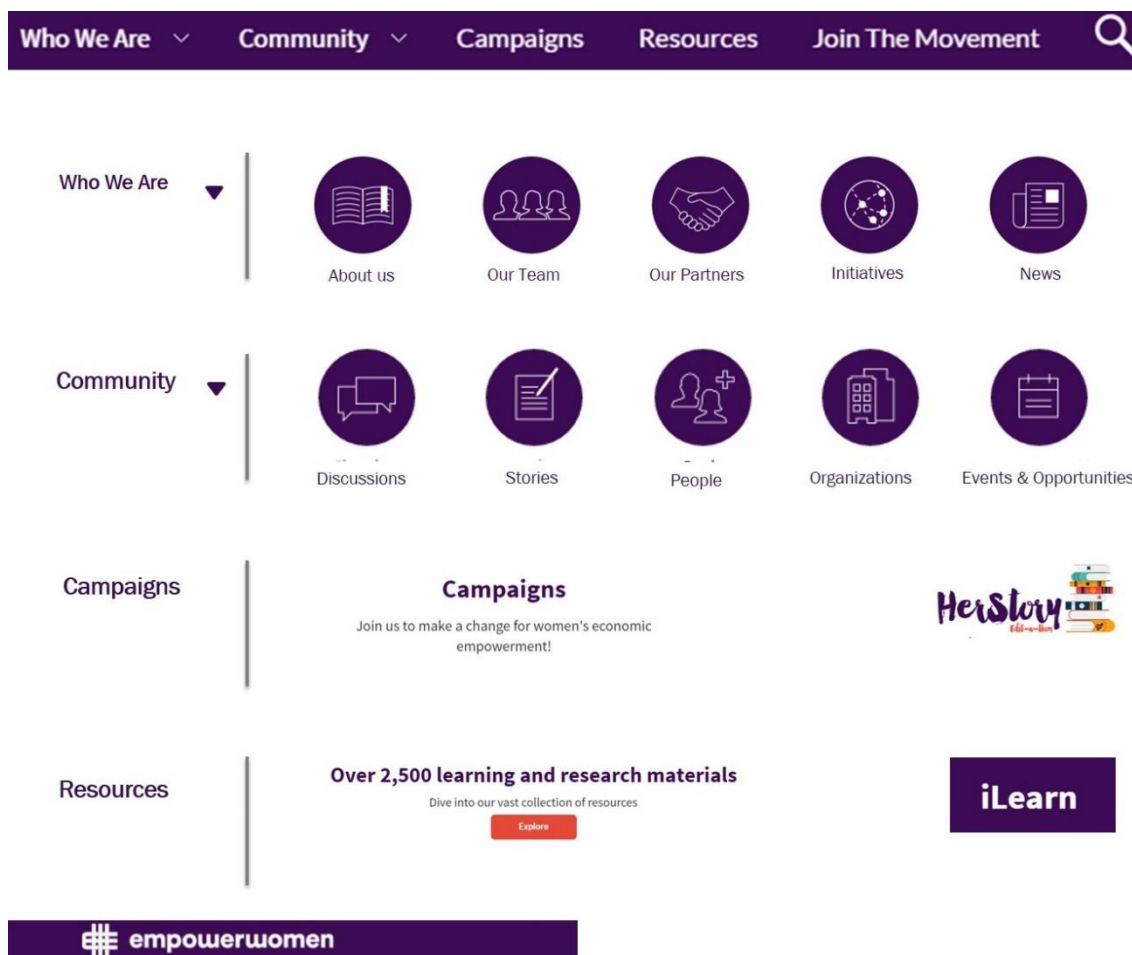 Who We Are Community Campaigns Resources Join The Movement
Who We Are
About us Our Team Our Partners Initiatives News
Community
Discussions Stories People Organizations Events & Opportunities
Campaigns
Campaigns
Join us to make a change for women's economic
empowerment!
HerStory
Edit-a-thon
Resources
Over 2,500 learning and research materials
Dive into our vast collection of resources
Explore
iLearn
empowerwomen